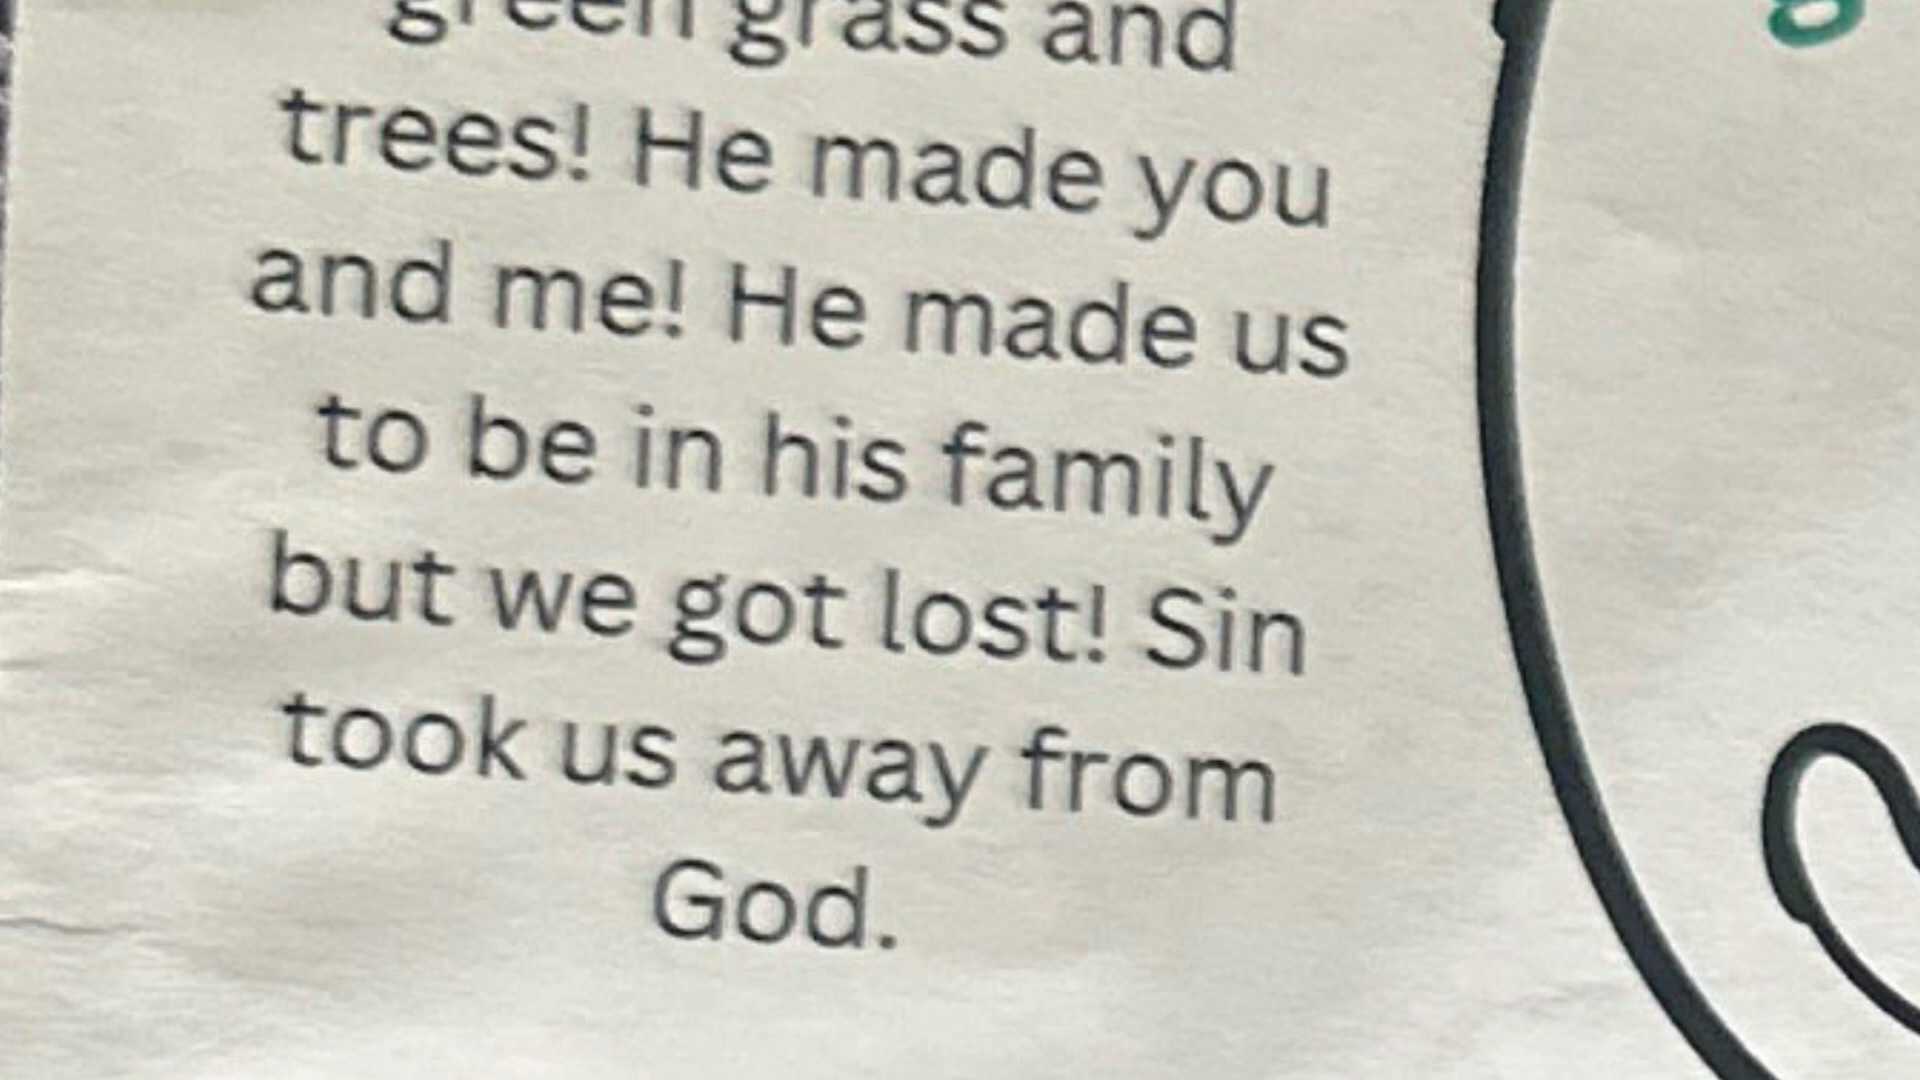 green grass and
trees! He made you
and me! He made us
to be in his family
but we got lost! Sin
took us away from
God.